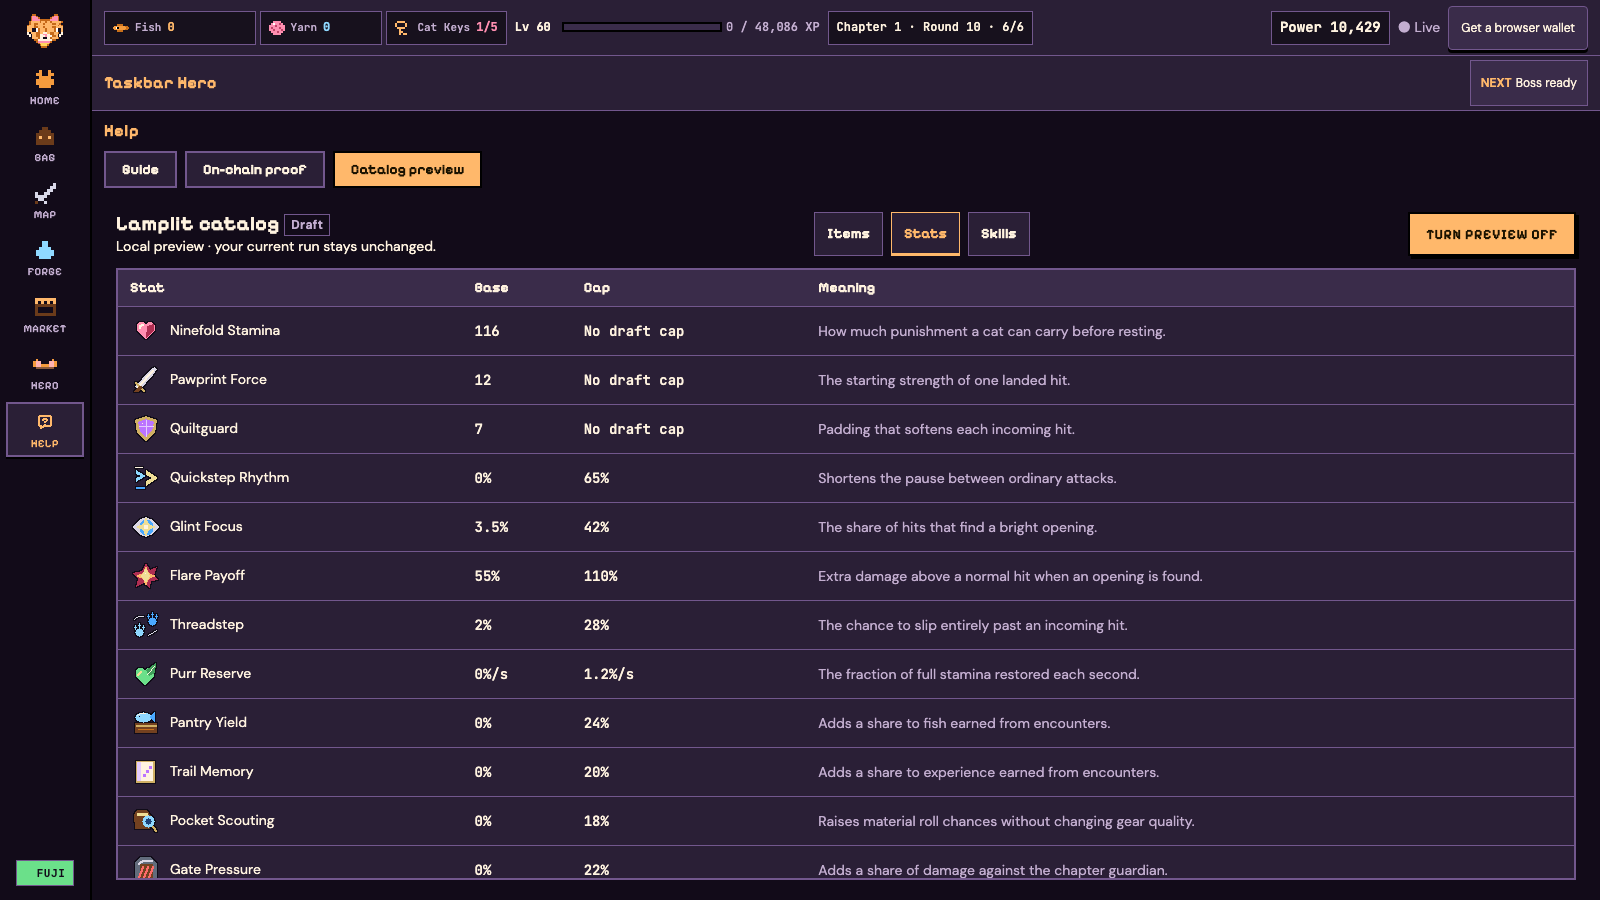 Fish 0
Yarn 0
Cat Keys 1/5
Lv 60
0 / 48,086 XP
Chapter 1 · Round 10 · 6/6
Power 10,429
Live
Get a browser wallet
HOME
BAG
MAP
FORGE
MARKET
HERO
HELP
FUJI
Taskbar Hero
NEXT Boss ready
Help
Guide
On-chain proof
Catalog preview
Lamplit catalog Draft
Local preview · your current run stays unchanged.
Items
Stats
Skills
TURN PREVIEW OFF
Stat Base Cap Meaning
Ninefold Stamina 116 No draft cap How much punishment a cat can carry before resting.
Pawprint Force 12 No draft cap The starting strength of one landed hit.
Quiltguard 7 No draft cap Padding that softens each incoming hit.
Quickstep Rhythm 0% 65% Shortens the pause between ordinary attacks.
Glint Focus 3.5% 42% The share of hits that find a bright opening.
Flare Payoff 55% 110% Extra damage above a normal hit when an opening is found.
Threadstep 2% 28% The chance to slip entirely past an incoming hit.
Purr Reserve 0%/s 1.2%/s The fraction of full stamina restored each second.
Pantry Yield 0% 24% Adds a share to fish earned from encounters.
Trail Memory 0% 20% Adds a share to experience earned from encounters.
Pocket Scouting 0% 18% Raises material roll chances without changing gear quality.
Gate Pressure 0% 22% Adds a share of damage against the chapter guardian.